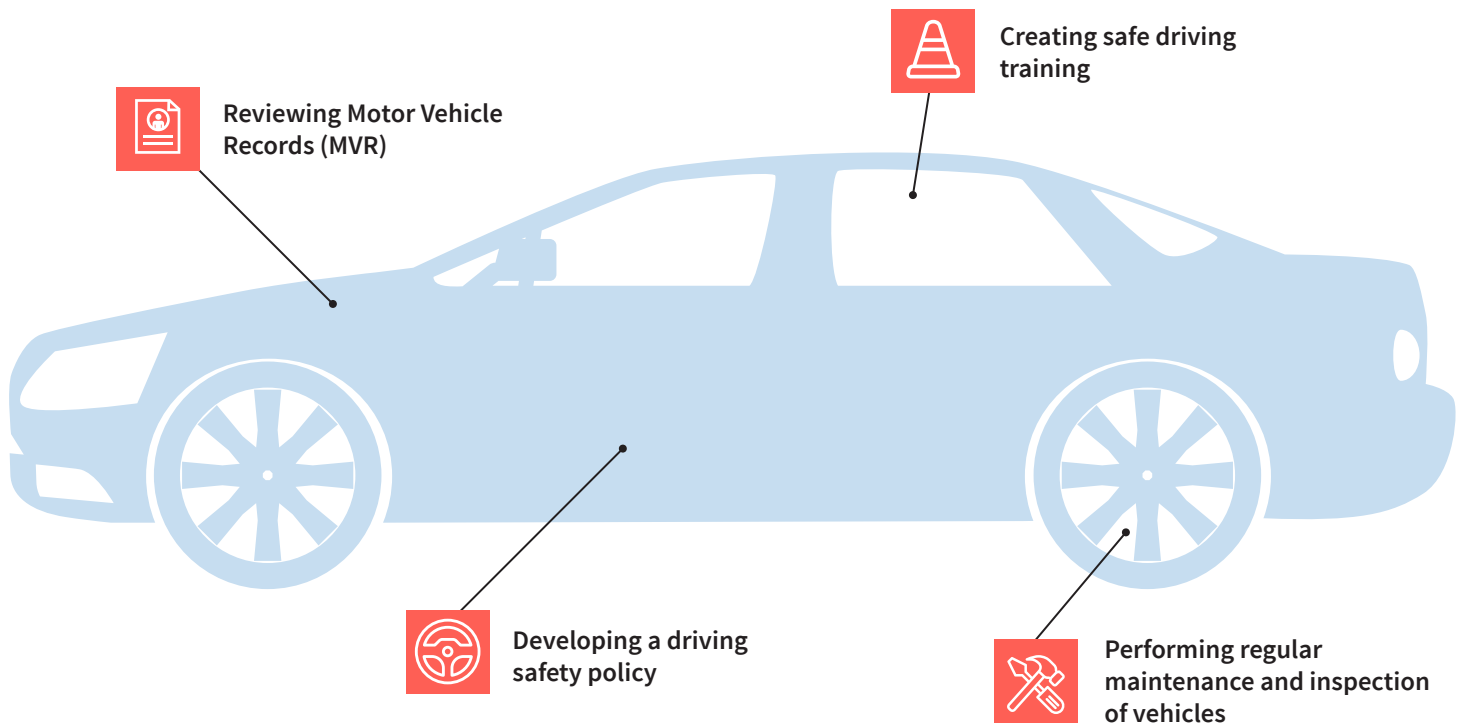 Creating safe driving
training
Reviewing Motor Vehicle
Records (MVR)
Developing a driving
safety policy
Performing regular
maintenance and inspection
of vehicles